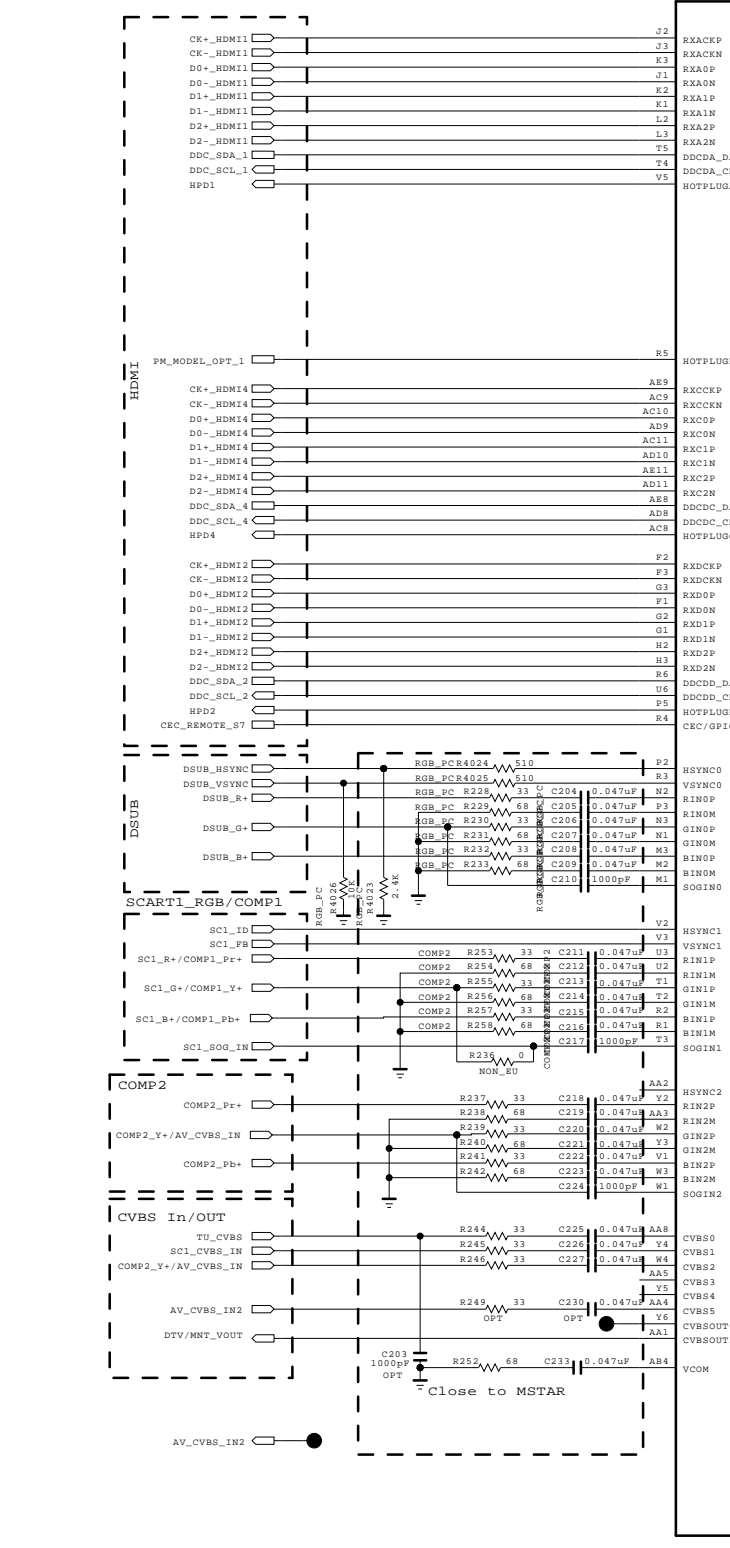 CK+_HDMI1 J2 RXACKP
CK-_HDMI1 J3 RXACKN
D0+_HDMI1 K3 RXA0P
D0-_HDMI1 J1 RXA0N
D1+_HDMI1 K2 RXA1P
D1-_HDMI1 K1 RXA1N
D2+_HDMI1 L2 RXA2P
D2-_HDMI1 L3 RXA2N
DDC_SDA_1 T5 DDCDA_D
DDC_SCL_1 T4 DDCDA_C
HPD1 V5 HOTPLUG
HDMI
PM_MODEL_OPT_1 R5 HOTPLUG
CK+_HDMI4 AE9 RXCCKP
CK-_HDMI4 AC9 RXCCKN
D0+_HDMI4 AC10 RXC0P
D0-_HDMI4 AD9 RXC0N
D1+_HDMI4 AC11 RXC1P
D1-_HDMI4 AD10 RXC1N
D2+_HDMI4 AE11 RXC2P
D2-_HDMI4 AD11 RXC2N
DDC_SDA_4 AE8 DDCDC_D
DDC_SCL_4 AD8 DDCDC_C
HPD4 AC8 HOTPLUG
CK+_HDMI2 F2 RXDCKP
CK-_HDMI2 F3 RXDCKN
D0+_HDMI2 G3 RXD0P
D0-_HDMI2 F1 RXD0N
D1+_HDMI2 G2 RXD1P
D1-_HDMI2 G1 RXD1N
D2+_HDMI2 H2 RXD2P
D2-_HDMI2 H3 RXD2N
DDC_SDA_2 R6 DDCDD_D
DDC_SCL_2 U6 DDCDD_C
HPD2 P5 HOTPLUG
CEC_REMOTE_S7 R4 CEC/GPI
DSUB
DSUB_HSYNC RGB_PC R4024 510 P2 HSYNC0
DSUB_VSYNC RGB_PC R4025 510 R3 VSYNC0
DSUB_R+ RGB_PC R228 33 C204 0.047uF N2 RIN0P
RGB_PC R229 68 C205 0.047uF P3 RIN0M
DSUB_G+ RGB_PC R230 33 C206 0.047uF N3 GIN0P
RGB_PC R231 68 C207 0.047uF N1 GIN0M
DSUB_B+ RGB_PC R232 33 C208 0.047uF M3 BIN0P
RGB_PC R233 68 C209 0.047uF M2 BIN0M
C210 1000pF M1 SOGIN0
RGB_PC R4026 10K
RGB_PC R4023 2.4K
SCART1_RGB/COMP1
SC1_ID V2 HSYNC1
SC1_FB V3 VSYNC1
SC1_R+/COMP1_Pr+ COMP2 R253 33 C211 0.047uF U3 RIN1P
R254 68 C212 0.047uF U2 RIN1M
SC1_G+/COMP1_Y+ COMP2 R255 33 C213 0.047uF T1 GIN1P
COMP2 R256 68 C214 0.047uF T2 GIN1M
SC1_B+/COMP1_Pb+ COMP2 R257 33 C215 0.047uF R2 BIN1P
COMP2 R258 68 C216 0.047uF R1 BIN1M
SC1_SOG_IN C217 1000pF T3 SOGIN1
R236 0
NON_EU
COMP2
AA2 HSYNC2
COMP2_Pr+ R237 33 C218 0.047uF Y2 RIN2P
R238 68 C219 0.047uF AA3 RIN2M
COMP2_Y+/AV_CVBS_IN R239 33 C220 0.047uF W2 GIN2P
R240 68 C221 0.047uF Y3 GIN2M
COMP2_Pb+ R241 33 C222 0.047uF V1 BIN2P
R242 68 C223 0.047uF W3 BIN2M
C224 1000pF W1 SOGIN2
CVBS In/OUT
TU_CVBS R244 33 C225 0.047uF AA8 CVBS0
SC1_CVBS_IN R245 33 C226 0.047uF Y4 CVBS1
COMP2_Y+/AV_CVBS_IN R246 33 C227 0.047uF W4 CVBS2
AA5 CVBS3
Y5 CVBS4
AV_CVBS_IN2 R249 33 C230 0.047uF AA4 CVBS5
OPT OPT Y6 CVBSOUT
DTV/MNT_VOUT AA1 CVBSOUT
C203
1000pF
OPT
R252 68 C233 0.047uF AB4 VCOM
Close to MSTAR
AV_CVBS_IN2